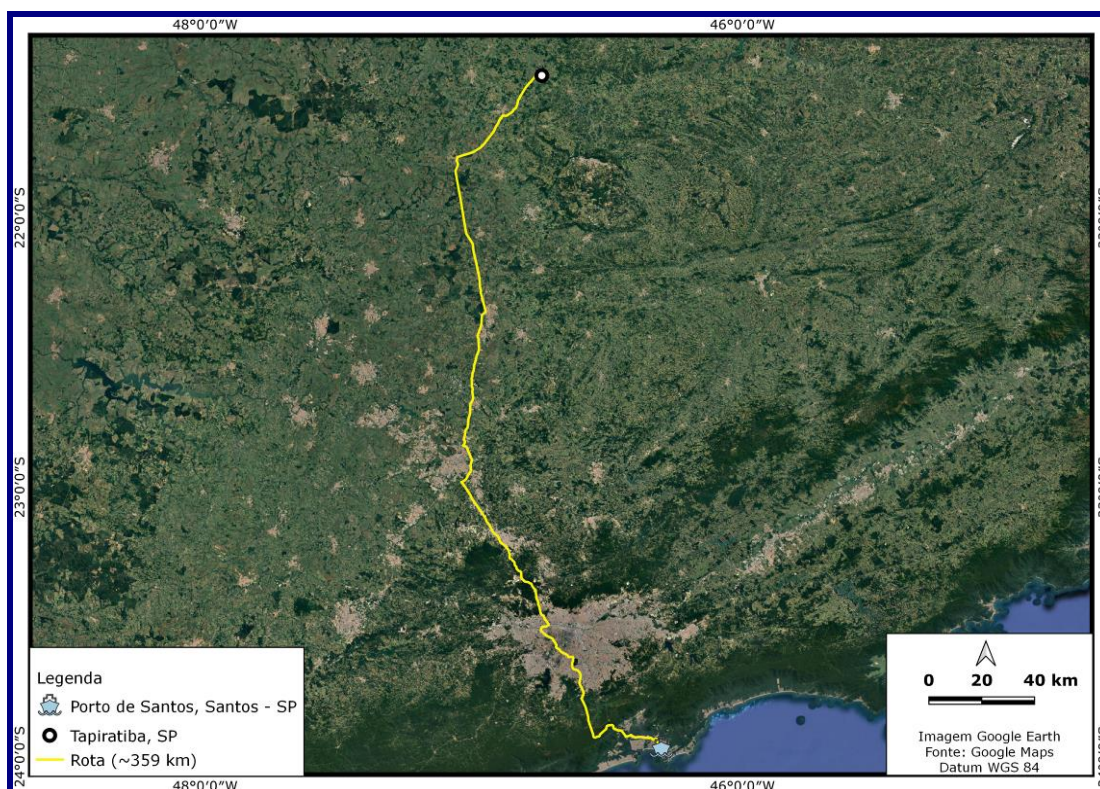 48°0′0″W 46°0′0″W
22°0′0″S
23°0′0″S
24°0′0″S
Legenda
Porto de Santos, Santos - SP
Tapiratiba, SP
Rota (~359 km)
0 20 40 km
Imagem Google Earth
Fonte: Google Maps
Datum WGS 84
48°0′0″W 46°0′0″W